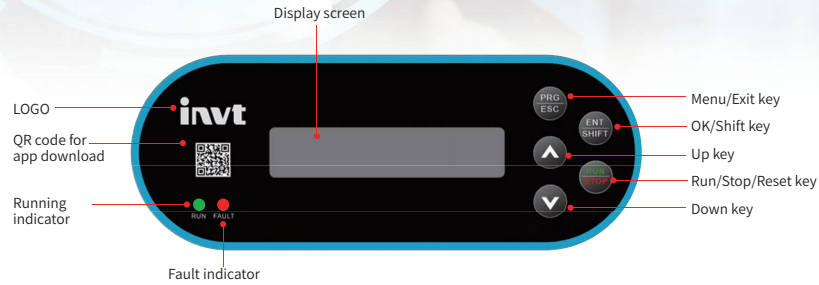 Display screen
LOGO
QR code for
app download
Running
indicator
Fault indicator
invt
RUN FAULT
PRG
ESC
ENT
SHIFT
RUN
STOP
Menu/Exit key
OK/Shift key
Up key
Run/Stop/Reset key
Down key